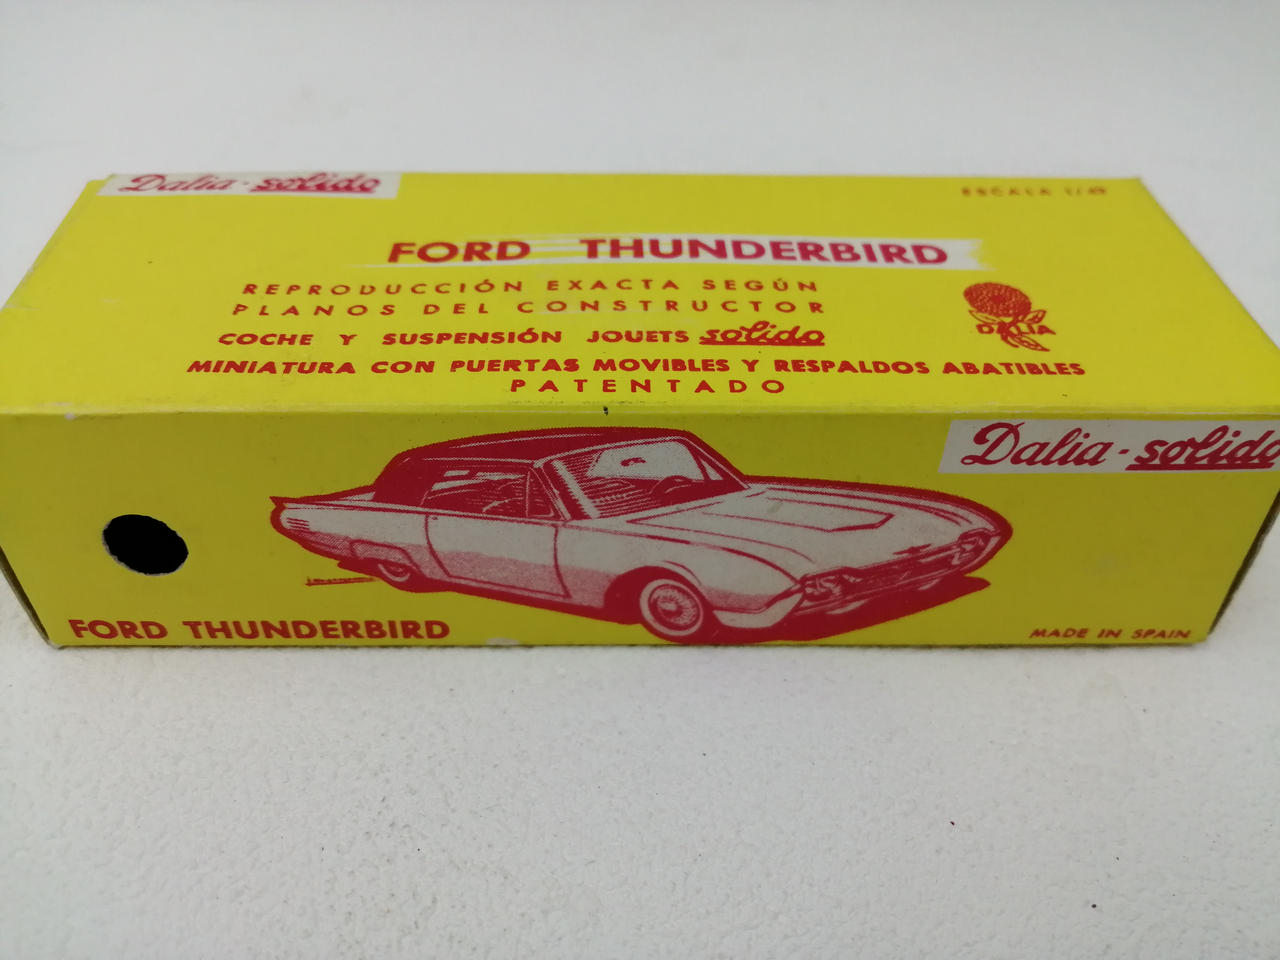 Dalia - solido
ESCALA 1/
FORD THUNDERBIRD
REPRODUCCIÓN EXACTA SEGÚN
PLANOS DEL CONSTRUCTOR
COCHE Y SUSPENSIÓN JOUETS solido
MINIATURA CON PUERTAS MOVIBLES Y RESPALDOS ABATIBLES
PATENTADO
DALIA
Dalia - solido
FORD THUNDERBIRD
MADE IN SPAIN